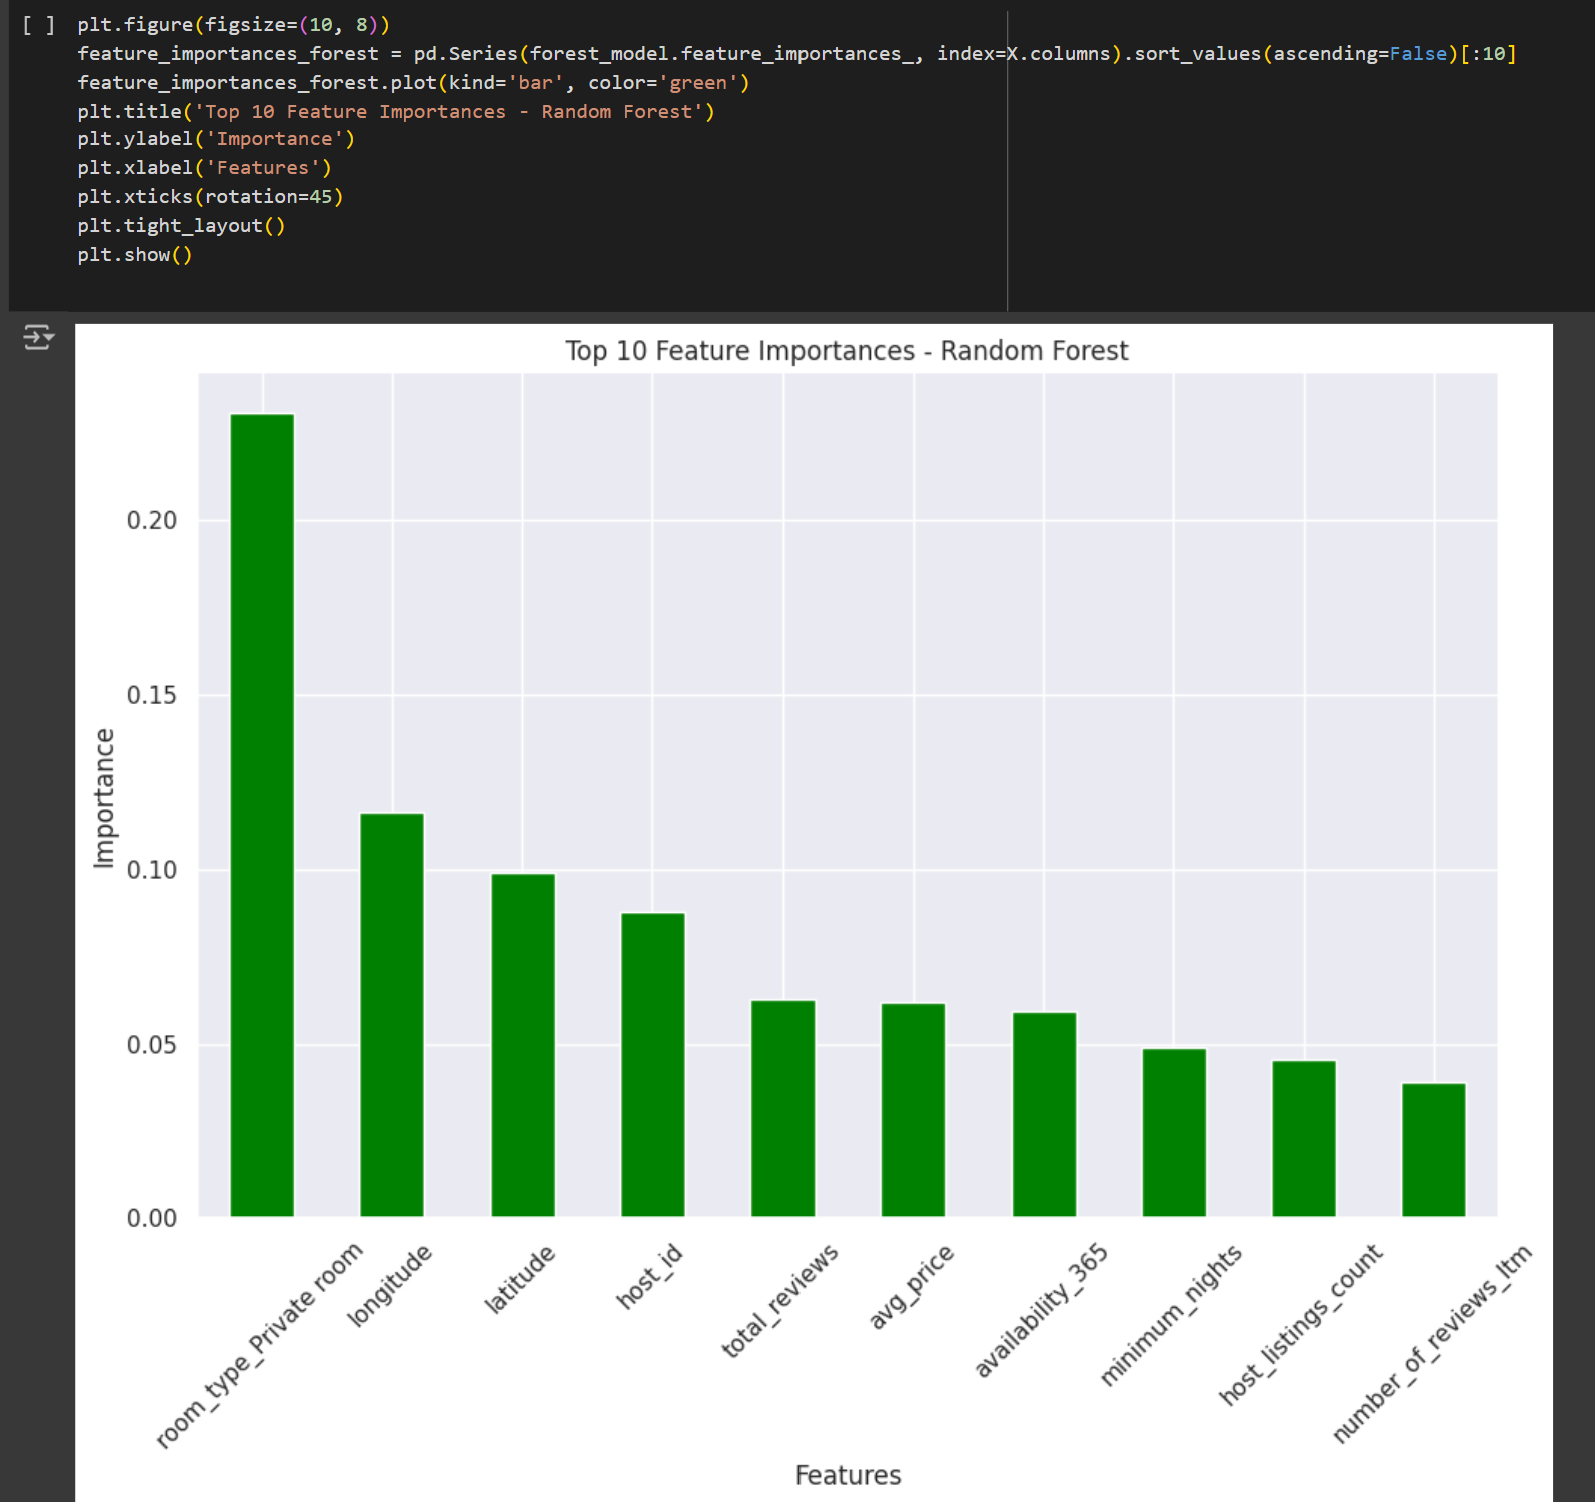 [ ] plt.figure(figsize=(10, 8))
feature_importances_forest = pd.Series(forest_model.feature_importances_, index=X.columns).sort_values(ascending=False)[:10]
feature_importances_forest.plot(kind='bar', color='green')
plt.title('Top 10 Feature Importances - Random Forest')
plt.ylabel('Importance')
plt.xlabel('Features')
plt.xticks(rotation=45)
plt.tight_layout()
plt.show()
Top 10 Feature Importances - Random Forest
Importance
0.20
0.15
0.10
0.05
0.00
room_type_Private room
longitude
latitude
host_id
total_reviews
avg_price
availability_365
minimum_nights
host_listings_count
number_of_reviews_ltm
Features